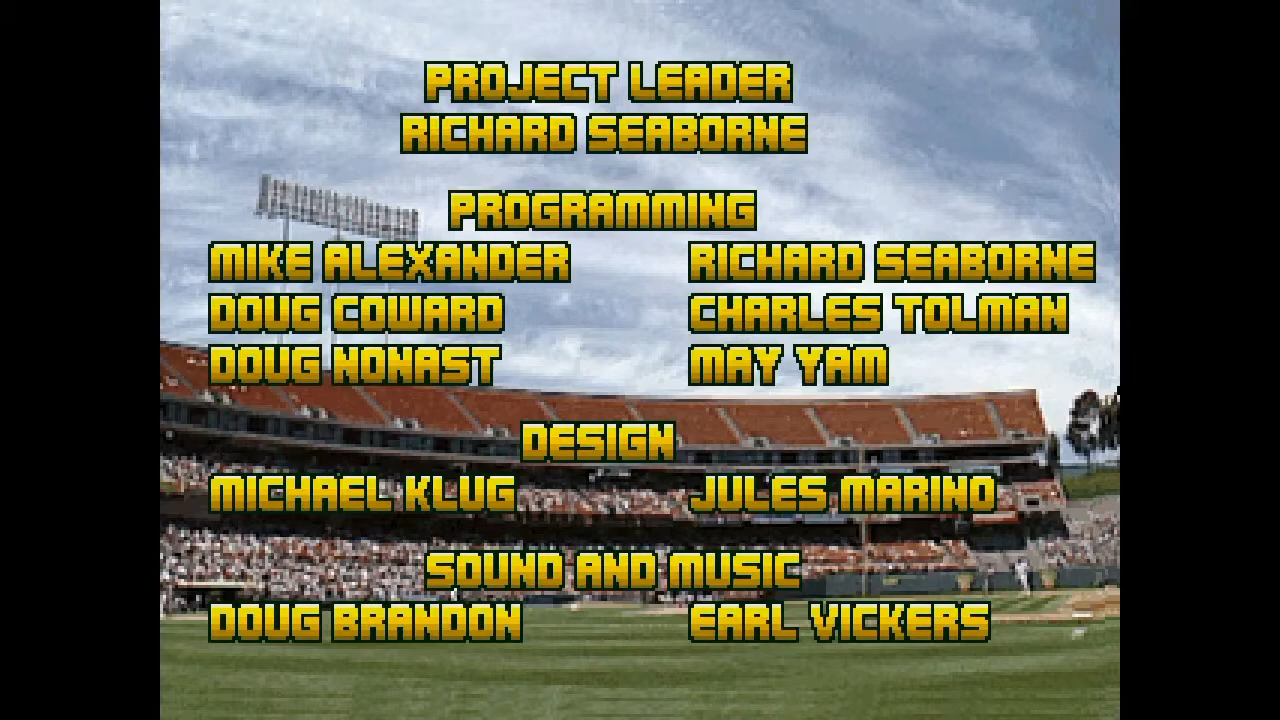 PROJECT LEADER
RICHARD SEABORNE
PROGRAMMING
MIKE ALEXANDER RICHARD SEABORNE
DOUG COWARD CHARLES TOLMAN
DOUG NONAST MAY YAM
DESIGN
MICHAEL KLUG JULES MARINO
SOUND AND MUSIC
DOUG BRANDON EARL VICKERS